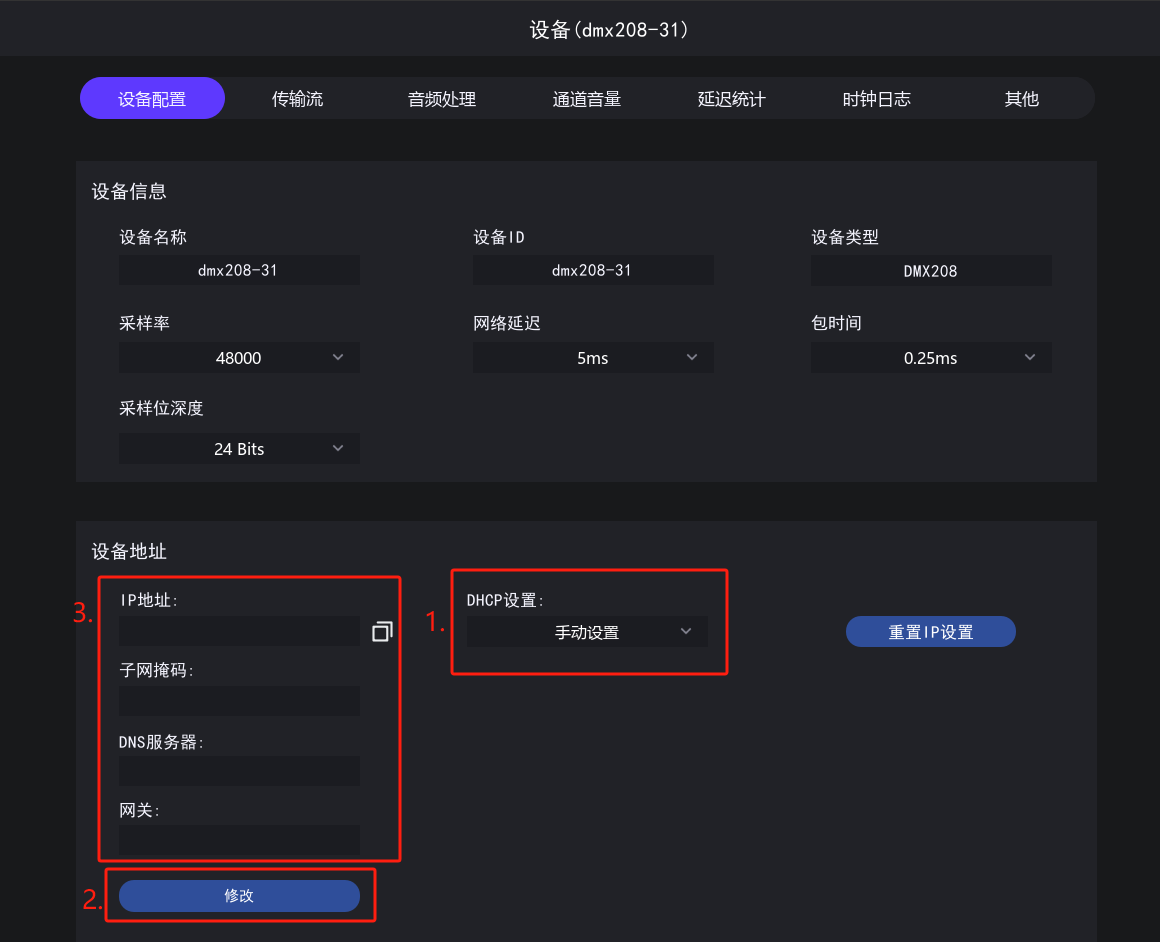 设备(dmx208-31)
设备配置 传输流 音频处理 通道音量 延迟统计 时钟日志 其他
设备信息
设备名称 设备ID 设备类型
dmx208-31 dmx208-31 DMX208
采样率 网络延迟 包时间
48000 5ms 0.25ms
采样位深度
24 Bits
设备地址
3. IP地址: 1. DHCP设置:
手动设置 重置IP设置
子网掩码:
DNS服务器:
网关:
2. 修改